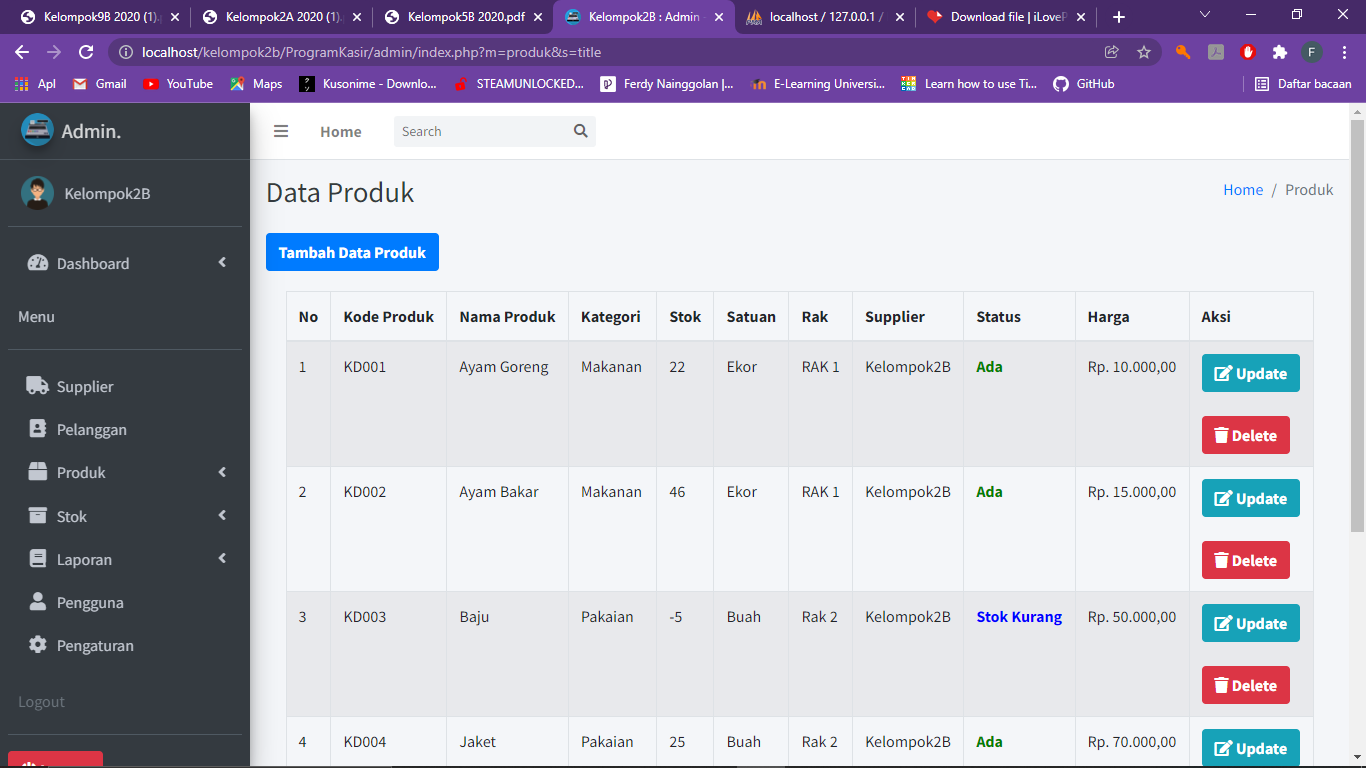 Kelompok9B 2020 (1).p
Kelompok2A 2020 (1).p
Kelompok5B 2020.pdf
Kelompok2B : Admin
localhost / 127.0.0.1 /
Download file | iLoveP
localhost/kelompok2b/ProgramKasir/admin/index.php?m=produk&s=title
F
Apl Gmail YouTube Maps Kusonime - Downlo... STEAMUNLOCKED... Ferdy Nainggolan |... E-Learning Universi... Learn how to use Ti... GitHub Daftar bacaan
Admin.
Kelompok2B
Dashboard
Menu
Supplier
Pelanggan
Produk
Stok
Laporan
Pengguna
Pengaturan
Logout
Home Search
Data Produk
Home / Produk
Tambah Data Produk
No Kode Produk Nama Produk Kategori Stok Satuan Rak Supplier Status Harga Aksi
1 KD001 Ayam Goreng Makanan 22 Ekor RAK 1 Kelompok2B Ada Rp. 10.000,00 Update
Delete
2 KD002 Ayam Bakar Makanan 46 Ekor RAK 1 Kelompok2B Ada Rp. 15.000,00 Update
Delete
3 KD003 Baju Pakaian -5 Buah Rak 2 Kelompok2B Stok Kurang Rp. 50.000,00 Update
Delete
4 KD004 Jaket Pakaian 25 Buah Rak 2 Kelompok2B Ada Rp. 70.000,00 Update